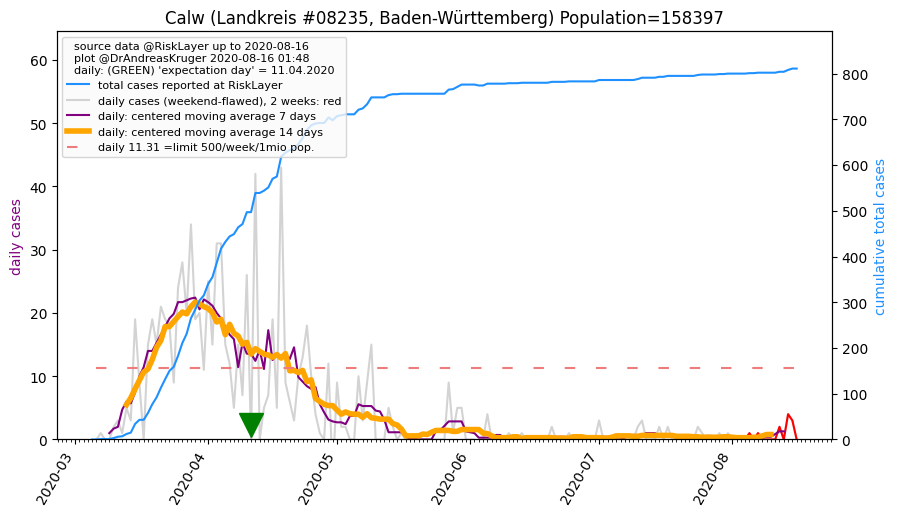 Calw (Landkreis #08235, Baden-Württemberg) Population=158397
source data @RiskLayer up to 2020-08-16
plot @DrAndreasKruger 2020-08-16 01:48
daily: (GREEN) 'expectation day' = 11.04.2020
total cases reported at RiskLayer
daily cases (weekend-flawed), 2 weeks: red
daily: centered moving average 7 days
daily: centered moving average 14 days
daily 11.31 =limit 500/week/1mio pop.
daily cases
60
50
40
30
20
10
0
cumulative total cases
800
700
600
500
400
300
200
100
0
2020-03
2020-04
2020-05
2020-06
2020-07
2020-08